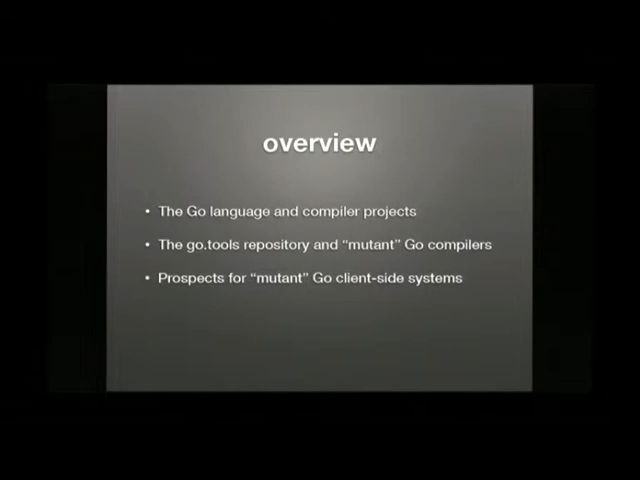 overview
• The Go language and compiler projects
• The go.tools repository and “mutant” Go compilers
• Prospects for “mutant” Go client-side systems